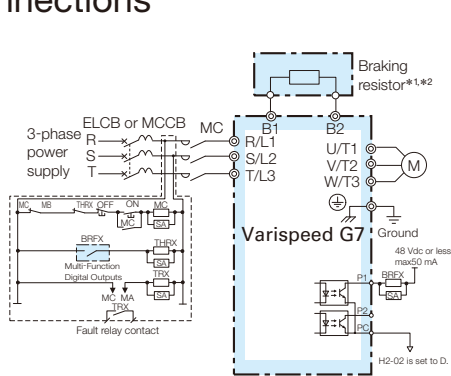 nnections
Braking
resistor*1,*2
ELCB or MCCB
MC
B1
B2
3-phase
power
supply
R
S
T
R/L1
S/L2
T/L3
U/T1
V/T2
W/T3
M
MC
MB
THRX
OFF
ON
MC
MC
SA
BRFX
Multi-Function
Digital Outputs
THRX
SA
TRX
SA
MC
MA
TRX
Fault relay contact
Varispeed G7
Ground
48 Vdc or less
max50 mA
P1
BRFX
SA
P2
PC
H2-02 is set to D.